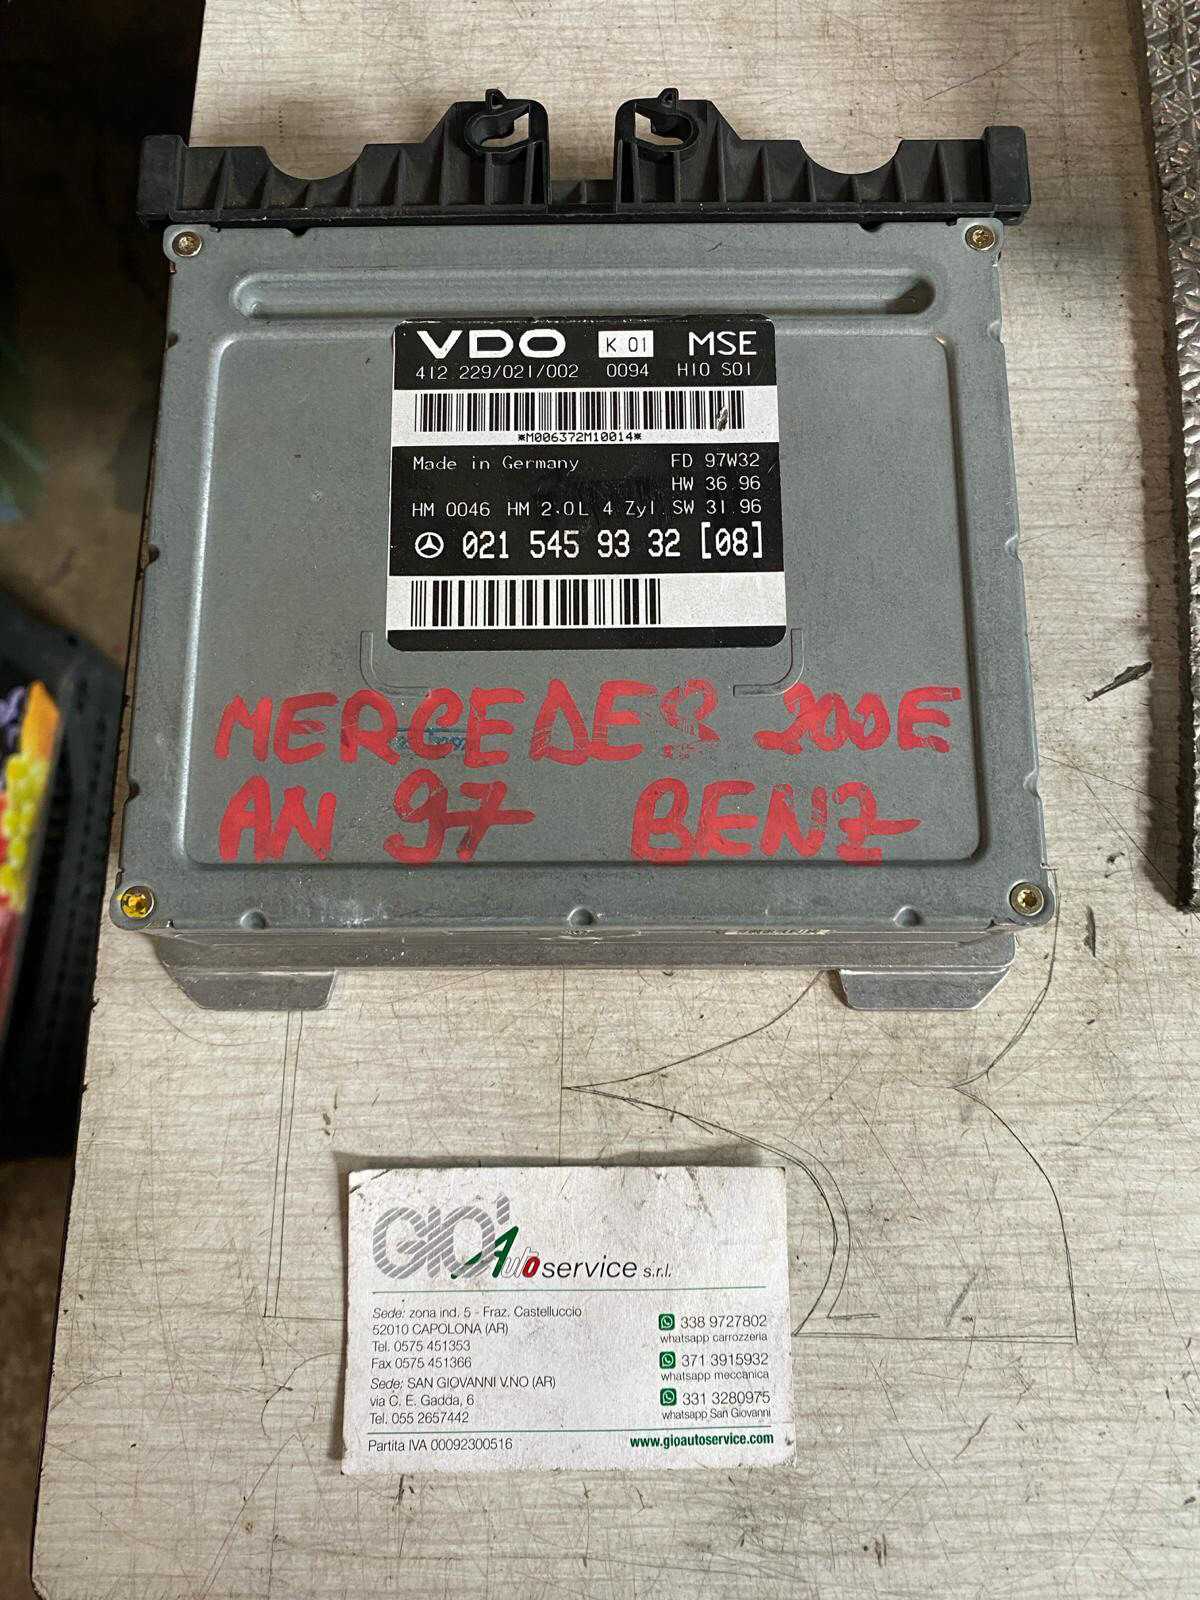 VDO K 01 MSE
412.229/021/002 0094 H10 S01
*M006372M10014*
Made in Germany FD 97W32
HW 36.96
HM 0046 HM 2.0L 4 Zyl. SW 31.96
021 545 93 32 [08]
MERCEDES 200E
AN 97 BENZ
GIO' Autoservice s.r.l.
Sede: zona ind. 5 - Fraz. Castelluccio
52010 CAPOLONA (AR)
Tel. 0575 451353
Fax 0575 451366
Sede: SAN GIOVANNI V.NO (AR)
via C. E. Gadda, 6
Tel. 055 2657442
338 9727802
whatsapp carrozzeria
371 3915932
whatsapp meccanica
331 3280975
whatsapp San Giovanni
Partita IVA 00092300516
www.gioautoservice.com